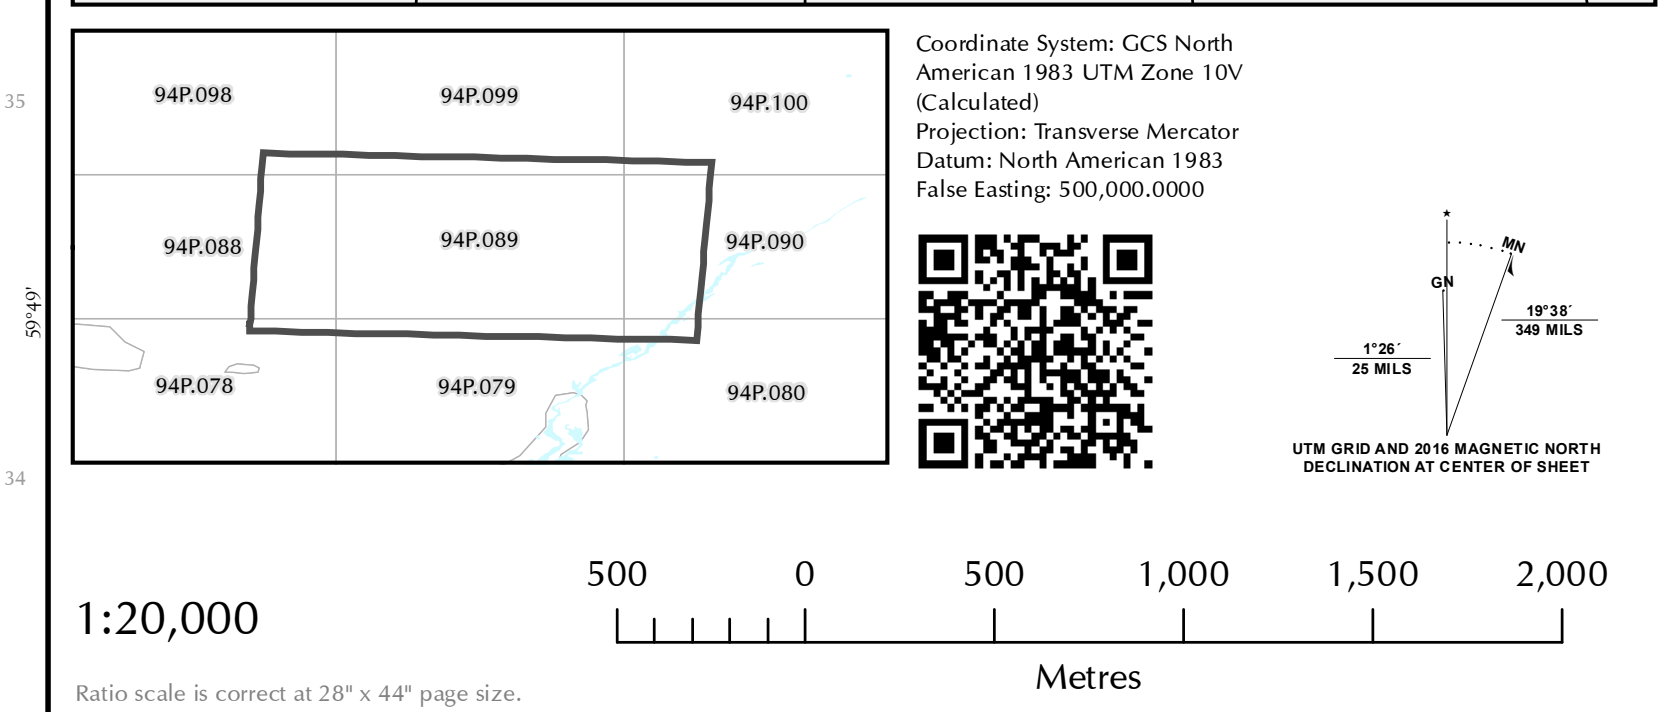 35
59°49'
34
94P.098
94P.099
94P.100
94P.088
94P.089
94P.090
94P.078
94P.079
94P.080
Coordinate System: GCS North
American 1983 UTM Zone 10V
(Calculated)
Projection: Transverse Mercator
Datum: North American 1983
False Easting: 500,000.0000
MN
GN
19°38´
349 MILS
1°26´
25 MILS
UTM GRID AND 2016 MAGNETIC NORTH
DECLINATION AT CENTER OF SHEET
500 0 500 1,000 1,500 2,000
1:20,000
Metres
Ratio scale is correct at 28" x 44" page size.